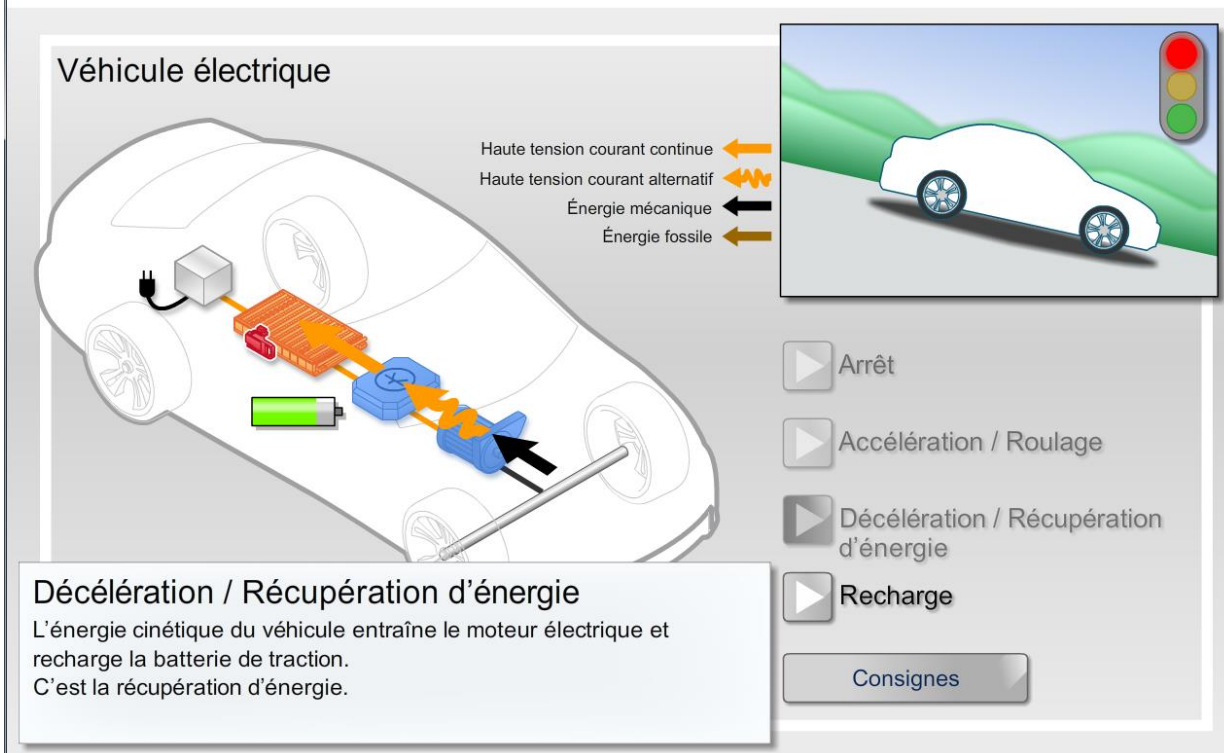 Véhicule électrique
Haute tension courant continue
Haute tension courant alternatif
Énergie mécanique
Énergie fossile
Arrêt
Accélération / Roulage
Décélération / Récupération
d'énergie
Recharge
Consignes
Décélération / Récupération d'énergie
L'énergie cinétique du véhicule entraîne le moteur électrique et
recharge la batterie de traction.
C'est la récupération d'énergie.